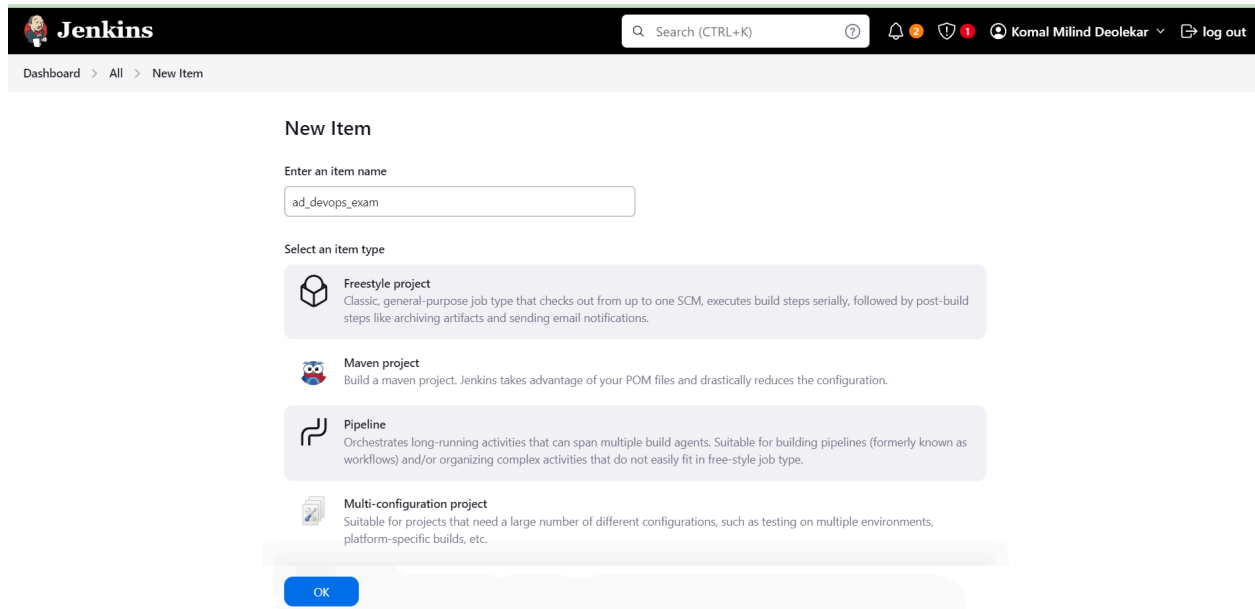 Jenkins
Search (CTRL+K)
2
1
Komal Milind Deolekar
log out
Dashboard > All > New Item
New Item
Enter an item name
ad_devops_exam
Select an item type
Freestyle project
Classic, general-purpose job type that checks out from up to one SCM, executes build steps serially, followed by post-build
steps like archiving artifacts and sending email notifications.
Maven project
Build a maven project. Jenkins takes advantage of your POM files and drastically reduces the configuration.
Pipeline
Orchestrates long-running activities that can span multiple build agents. Suitable for building pipelines (formerly known as
workflows) and/or organizing complex activities that do not easily fit in free-style job type.
Multi-configuration project
Suitable for projects that need a large number of different configurations, such as testing on multiple environments,
platform-specific builds, etc.
OK